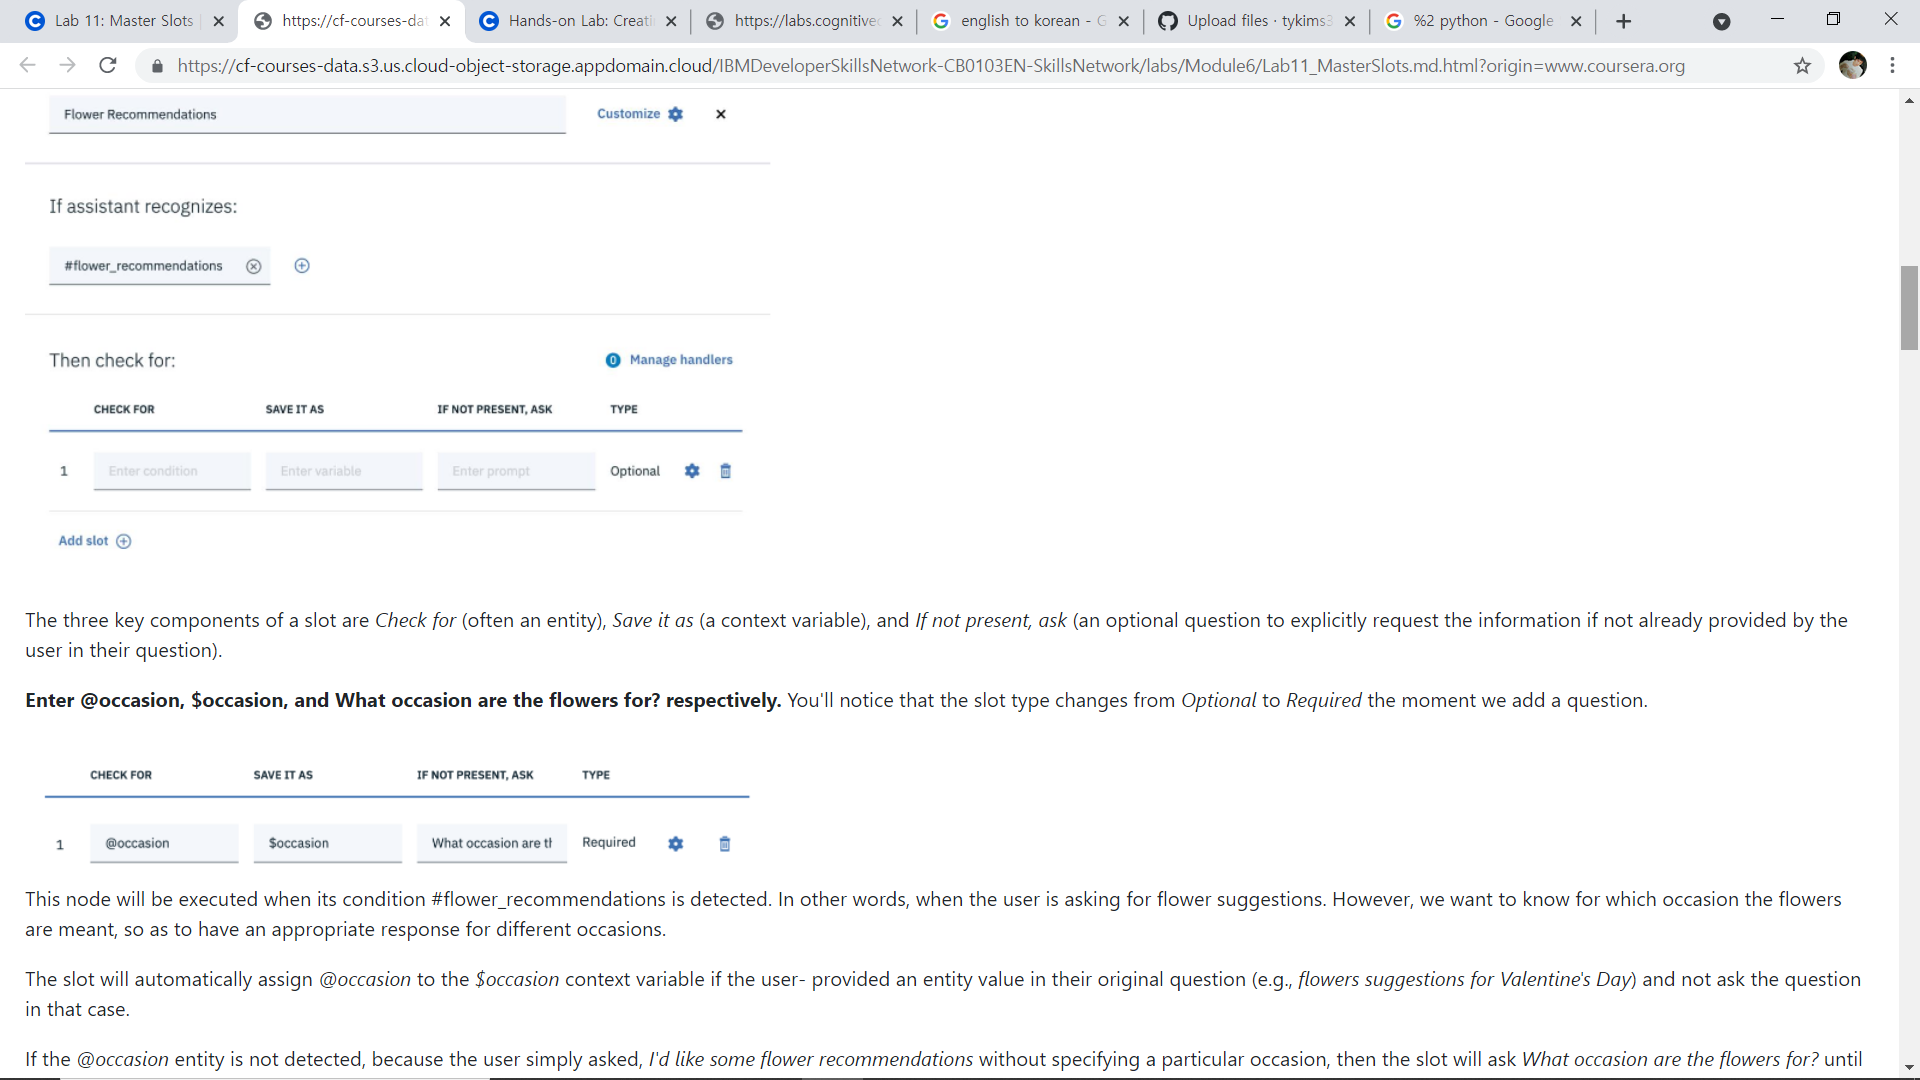 Lab 11: Master Slots
https://cf-courses-dat
Hands-on Lab: Creati
https://labs.cognitivec
english to korean - G
Upload files · tykims3
%2 python - Google
https://cf-courses-data.s3.us.cloud-object-storage.appdomain.cloud/IBMDeveloperSkillsNetwork-CB0103EN-SkillsNetwork/labs/Module6/Lab11_MasterSlots.md.html?origin=www.coursera.org
Flower Recommendations
Customize
If assistant recognizes:
#flower_recommendations
Then check for:
0 Manage handlers
CHECK FOR SAVE IT AS IF NOT PRESENT, ASK TYPE
1 Enter condition Enter variable Enter prompt Optional
Add slot
The three key components of a slot are Check for (often an entity), Save it as (a context variable), and If not present, ask (an optional question to explicitly request the information if not already provided by the
user in their question).
Enter @occasion, $occasion, and What occasion are the flowers for? respectively. You'll notice that the slot type changes from Optional to Required the moment we add a question.
CHECK FOR SAVE IT AS IF NOT PRESENT, ASK TYPE
1 @occasion $occasion What occasion are th Required
This node will be executed when its condition #flower_recommendations is detected. In other words, when the user is asking for flower suggestions. However, we want to know for which occasion the flowers
are meant, so as to have an appropriate response for different occasions.
The slot will automatically assign @occasion to the $occasion context variable if the user- provided an entity value in their original question (e.g., flowers suggestions for Valentine's Day) and not ask the question
in that case.
If the @occasion entity is not detected, because the user simply asked, I'd like some flower recommendations without specifying a particular occasion, then the slot will ask What occasion are the flowers for? until